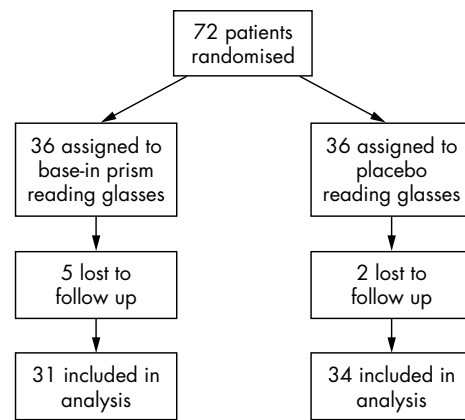 72 patients
randomised
36 assigned to
base-in prism
reading glasses
36 assigned to
placebo
reading glasses
5 lost to
follow up
2 lost to
follow up
31 included in
analysis
34 included in
analysis